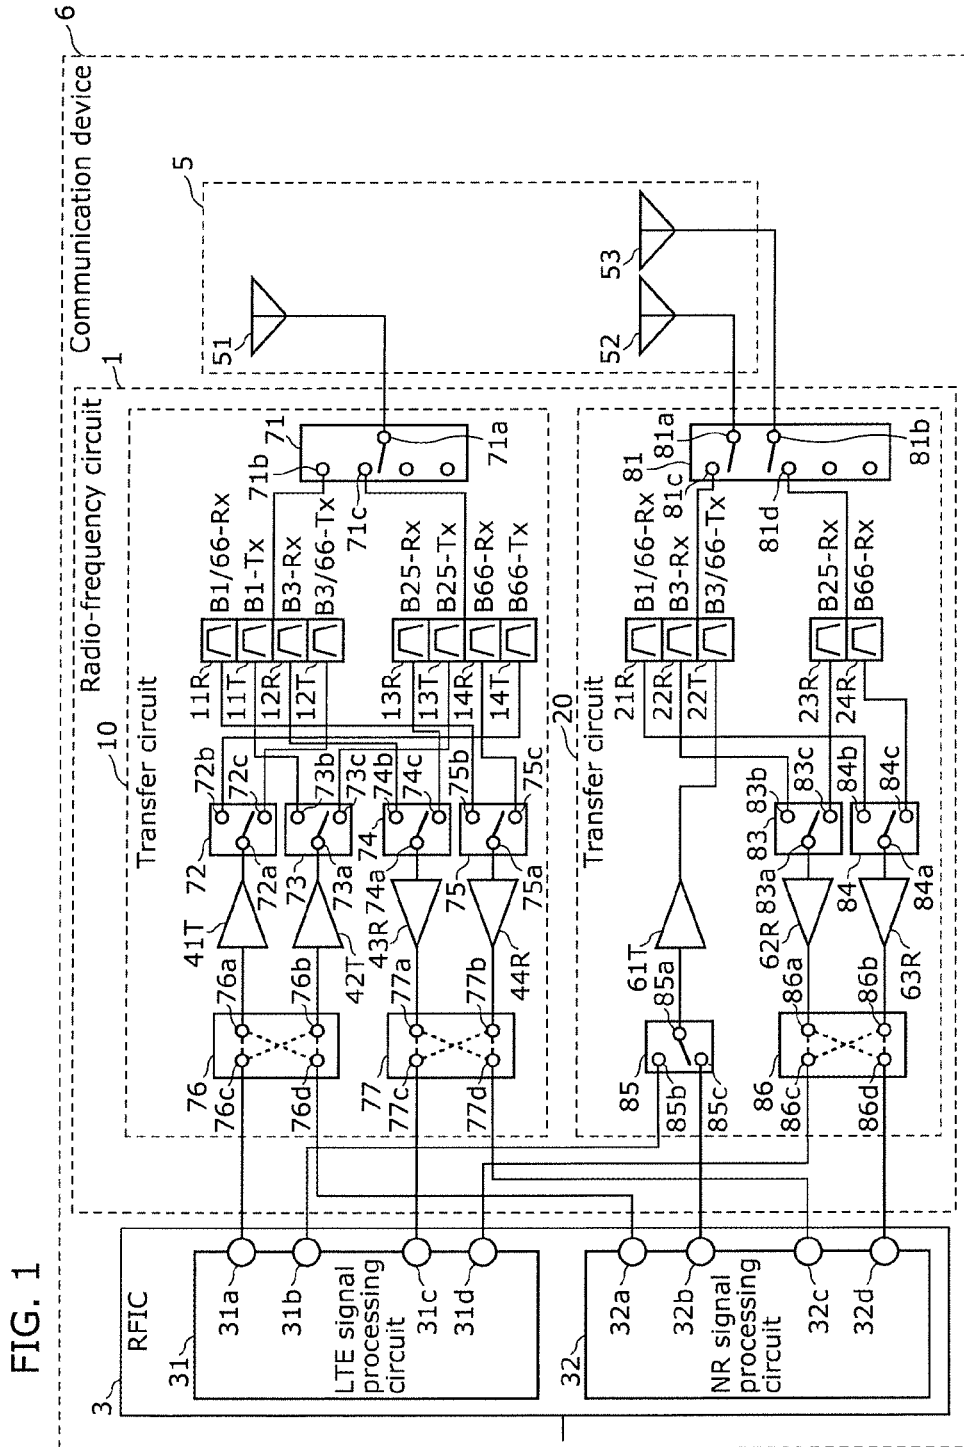 FIG. 1
6
Communication device
5
1
Radio-frequency circuit
51
52
53
10
Transfer circuit
71
71b
71c
71a
B1/66-Rx
B1-Tx
B3-Rx
B3/66-Tx
B25-Rx
B25-Tx
B66-Rx
B66-Tx
11R
11T
12R
12T
13R
13T
14R
14T
72b
72c
73b
73c
74b
74c
75b
75c
72
72a
73
73a
74
74a
75
75a
41T
42T
43R
44R
76a
76b
77a
77b
76
76c
76d
77
77c
77d
20
Transfer circuit
81
81a
81c
81d
81b
B1/66-Rx
B3-Rx
B3/66-Tx
B25-Rx
B66-Rx
21R
22R
22T
23R
24R
83b
83c
84b
84c
83
83a
84
84a
61T
62R
63R
85a
86a
86b
85
85b
85c
86
86c
86d
3
RFIC
31
31a
31b
31c
31d
LTE signal
processing
circuit
32
32a
32b
32c
32d
NR signal
processing
circuit